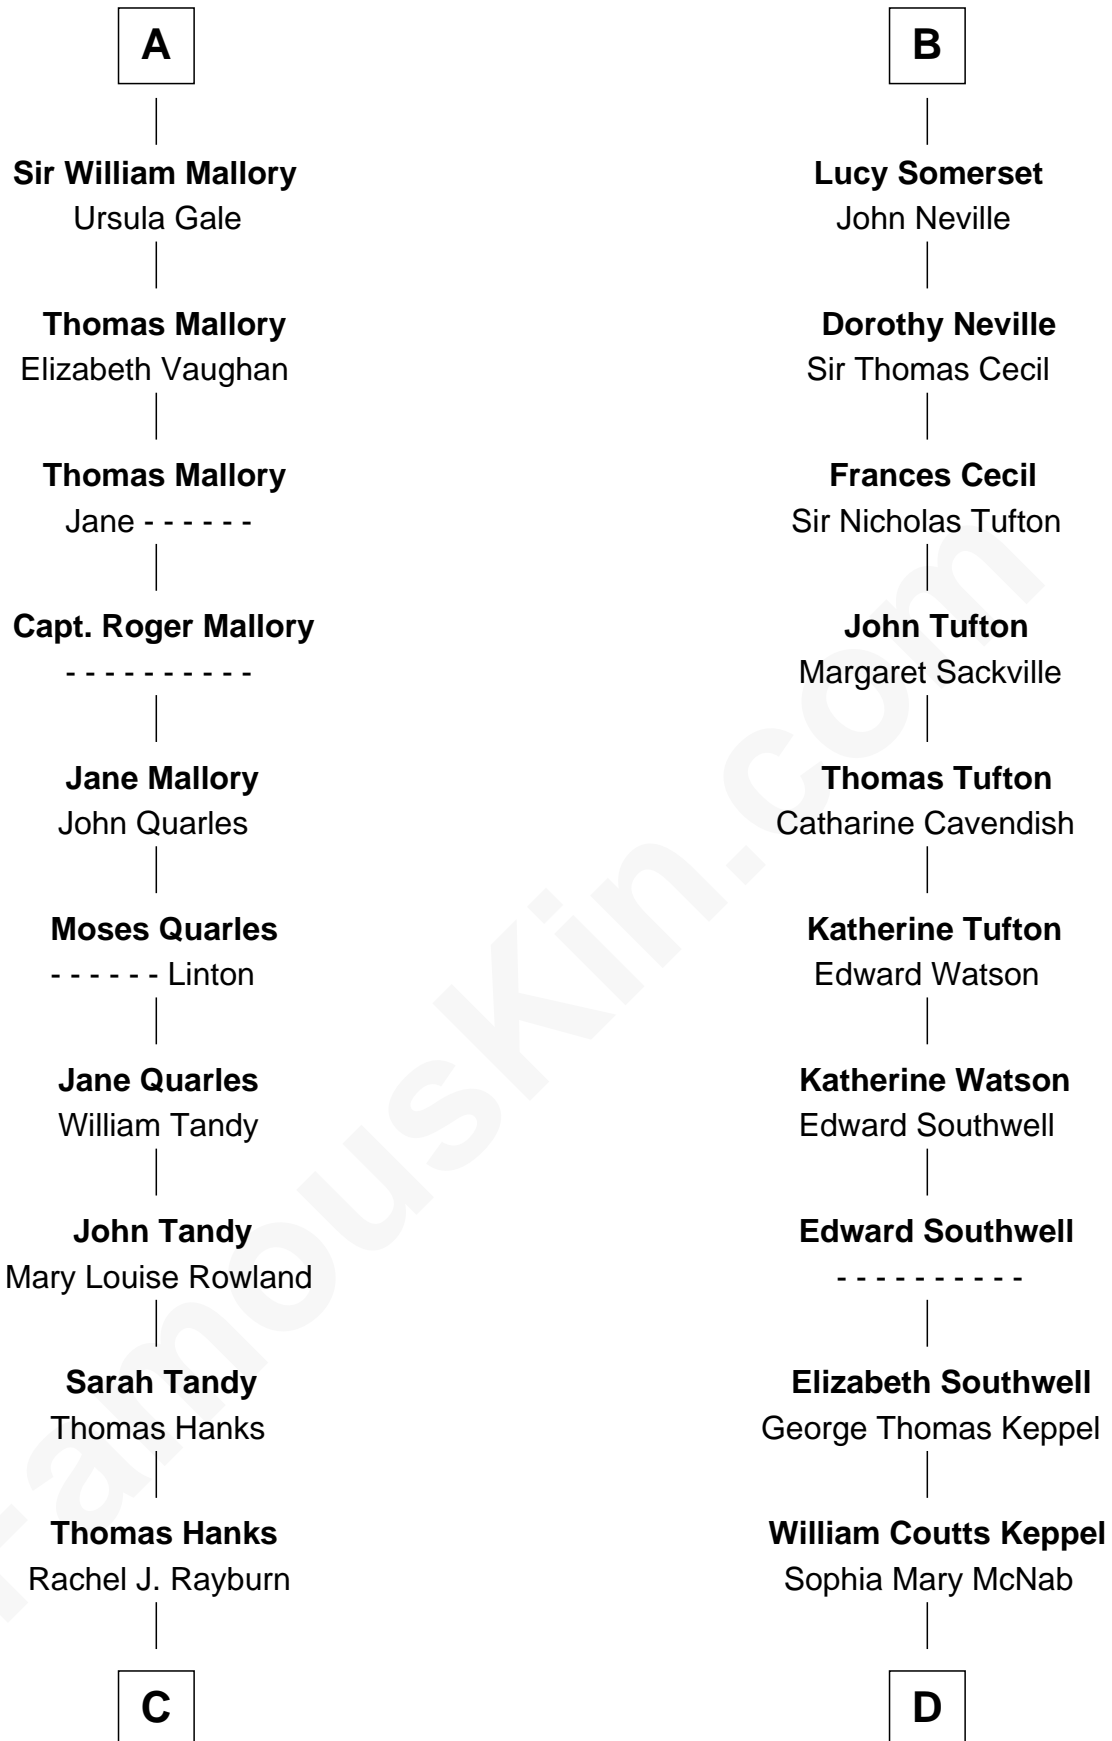 A
Sir William Mallory
Ursula Gale
Thomas Mallory
Elizabeth Vaughan
Thomas Mallory
Jane - - - - - -
Capt. Roger Mallory
- - - - - - - - - -
Jane Mallory
John Quarles
Moses Quarles
- - - - - - Linton
Jane Quarles
William Tandy
John Tandy
Mary Louise Rowland
Sarah Tandy
Thomas Hanks
Thomas Hanks
Rachel J. Rayburn
C
B
Lucy Somerset
John Neville
Dorothy Neville
Sir Thomas Cecil
Frances Cecil
Sir Nicholas Tufton
John Tufton
Margaret Sackville
Thomas Tufton
Catharine Cavendish
Katherine Tufton
Edward Watson
Katherine Watson
Edward Southwell
Edward Southwell
- - - - - - - - - -
Elizabeth Southwell
George Thomas Keppel
William Coutts Keppel
Sophia Mary McNab
D
FamousKin.com